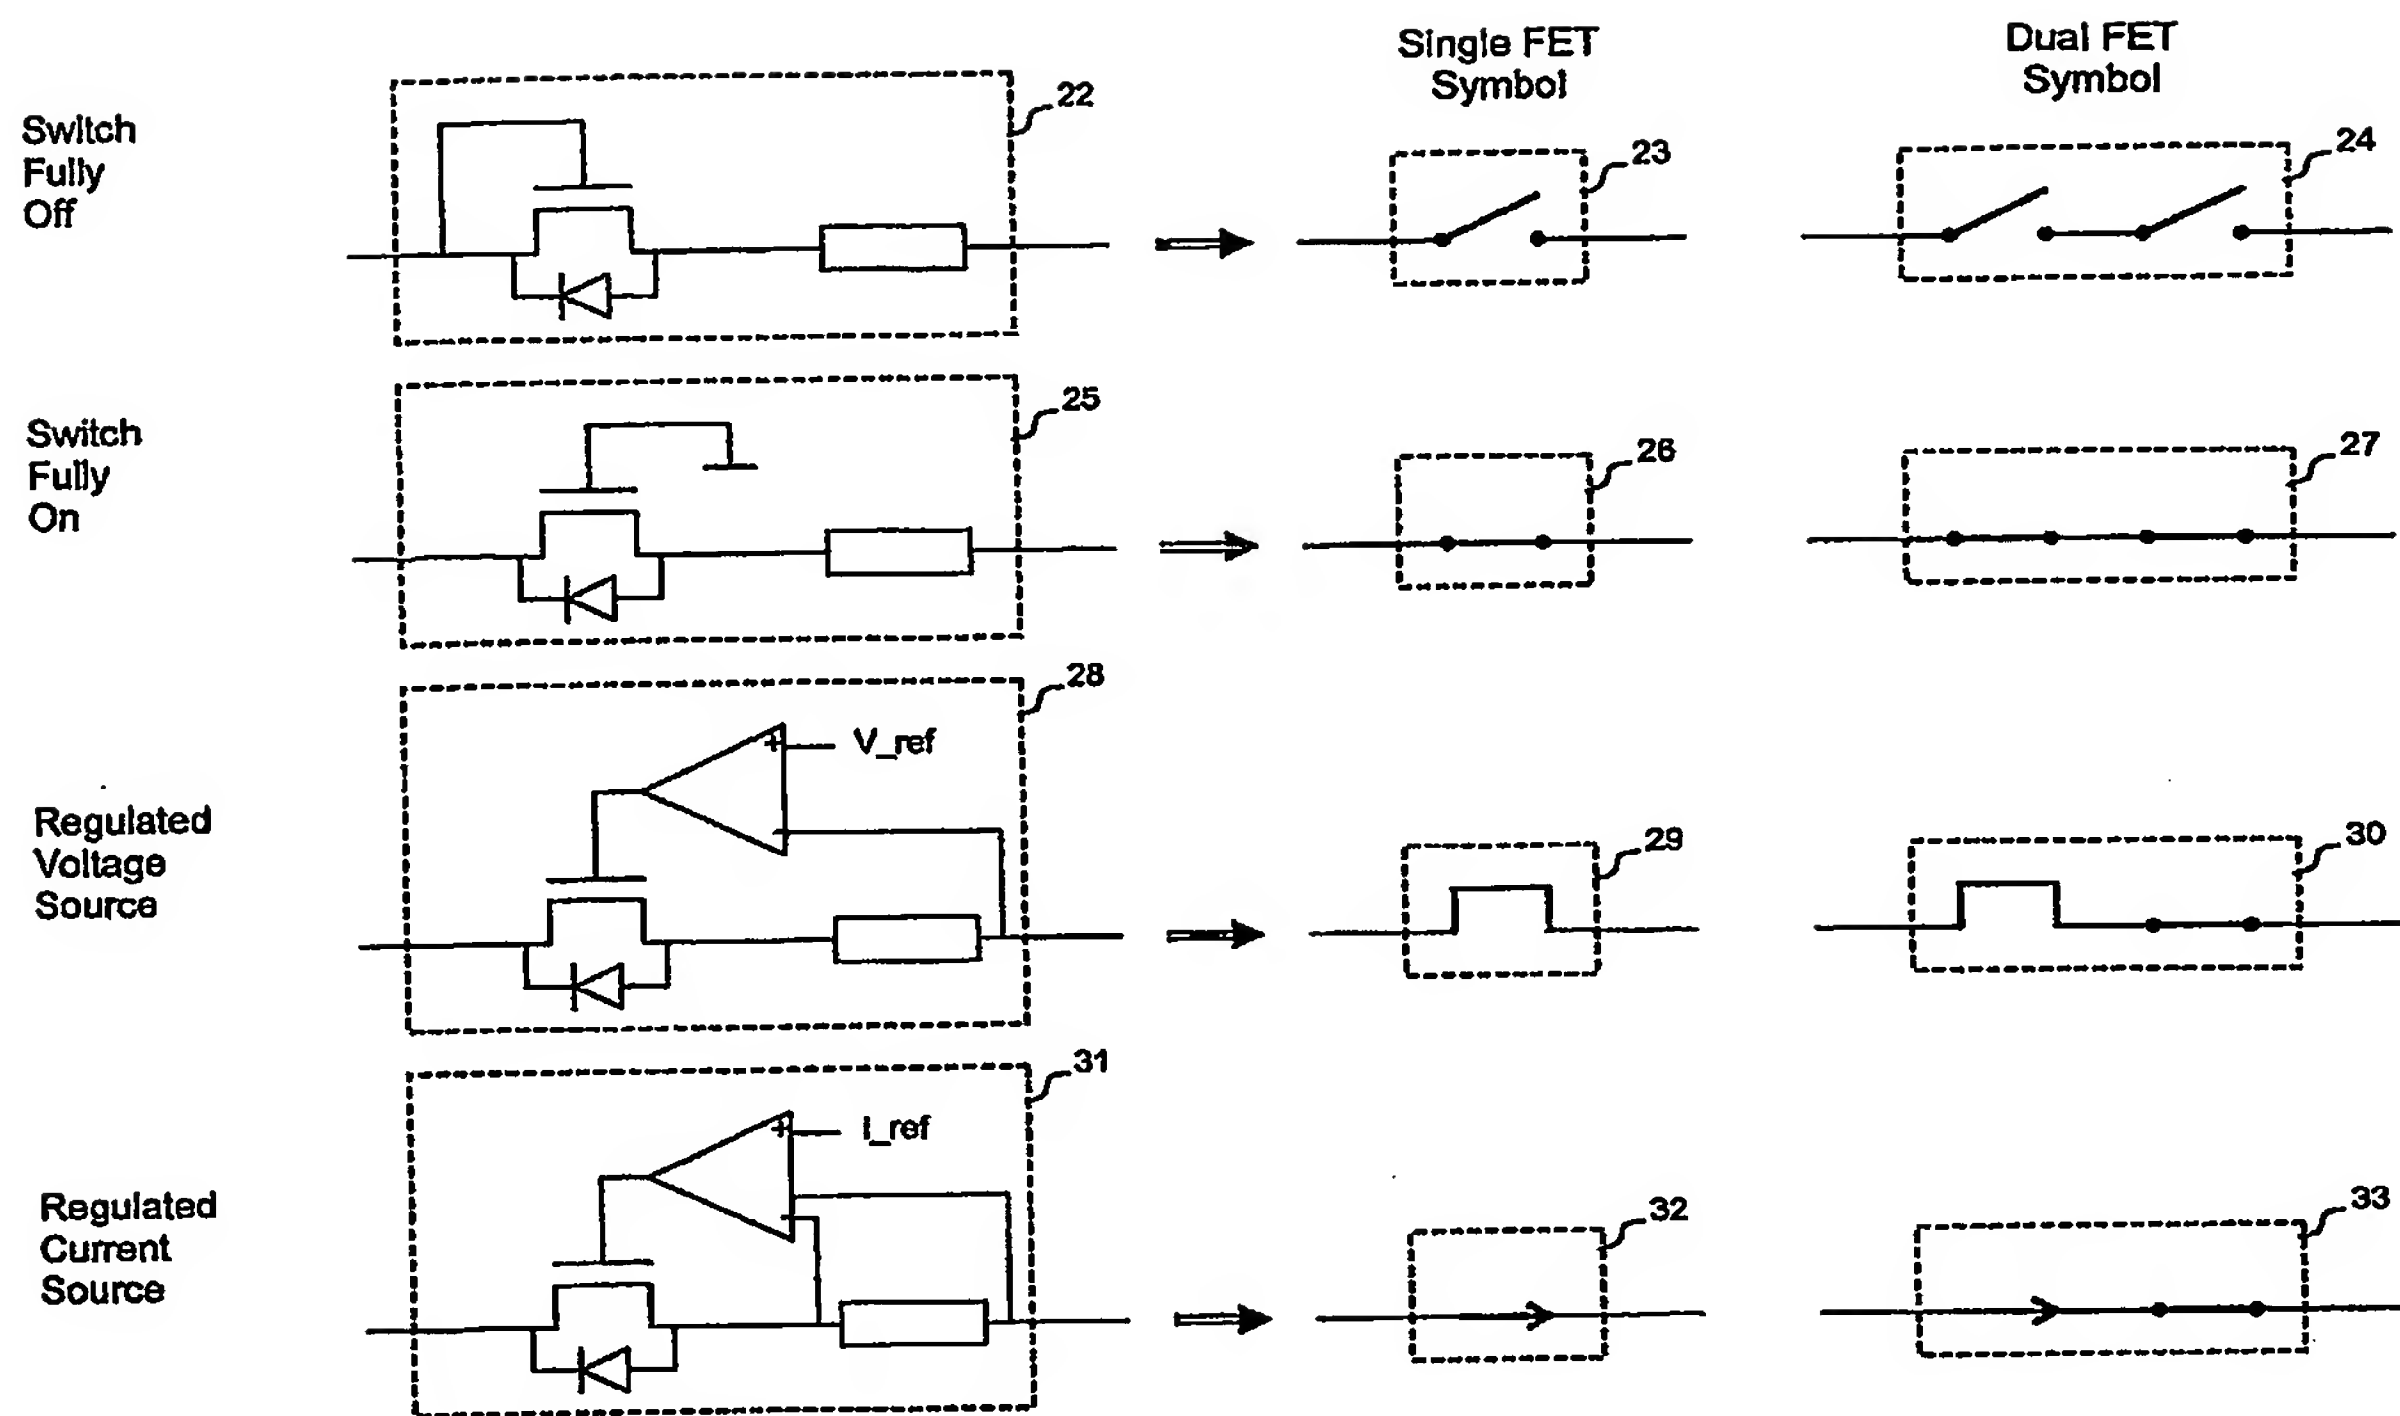 Single FET
Symbol
Dual FET
Symbol
Switch
Fully
Off
22
23
24
Switch
Fully
On
25
26
27
Regulated
Voltage
Source
28
+
V_ref
-
29
30
Regulated
Current
Source
31
+
i_ref
-
32
33